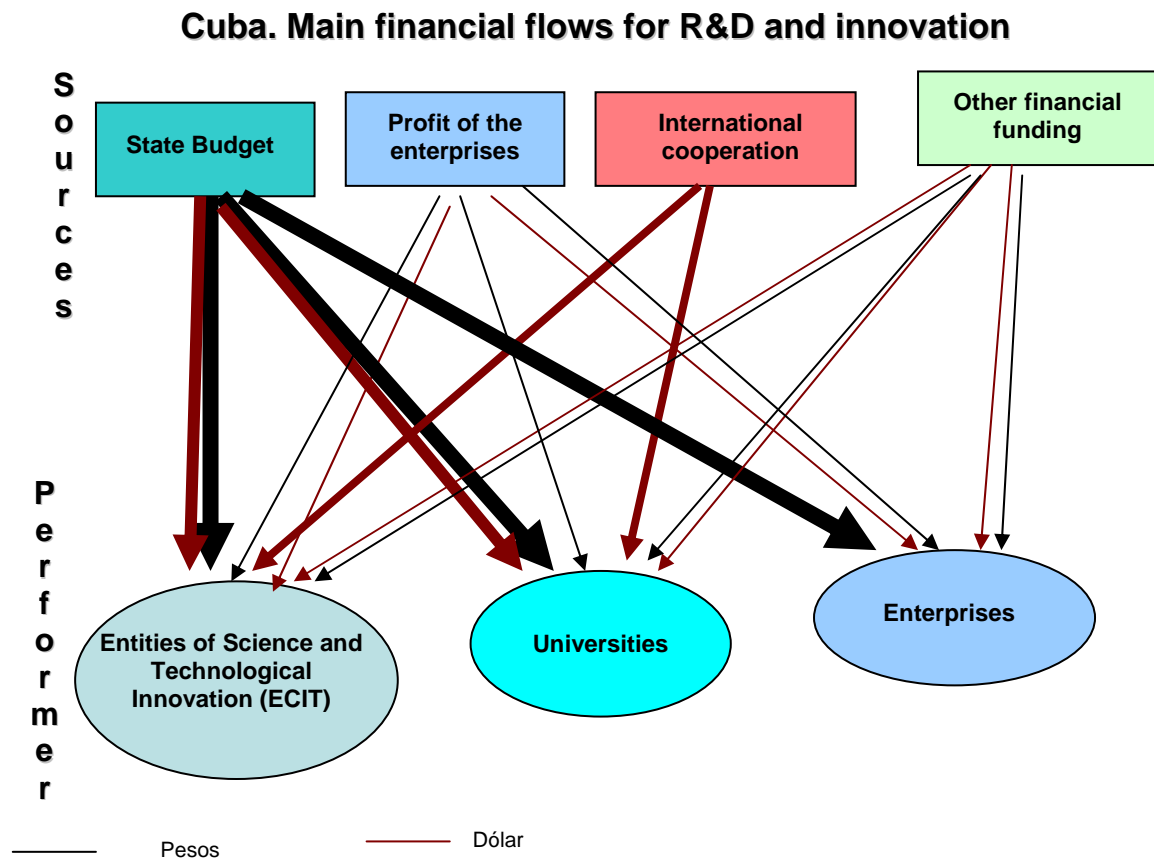 Cuba. Main financial flows for R&D and innovation
Sources
State Budget
Profit of the
enterprises
International
cooperation
Other financial
funding
Performer
Entities of Science and
Technological
Innovation (ECIT)
Universities
Enterprises
Pesos
Dólar